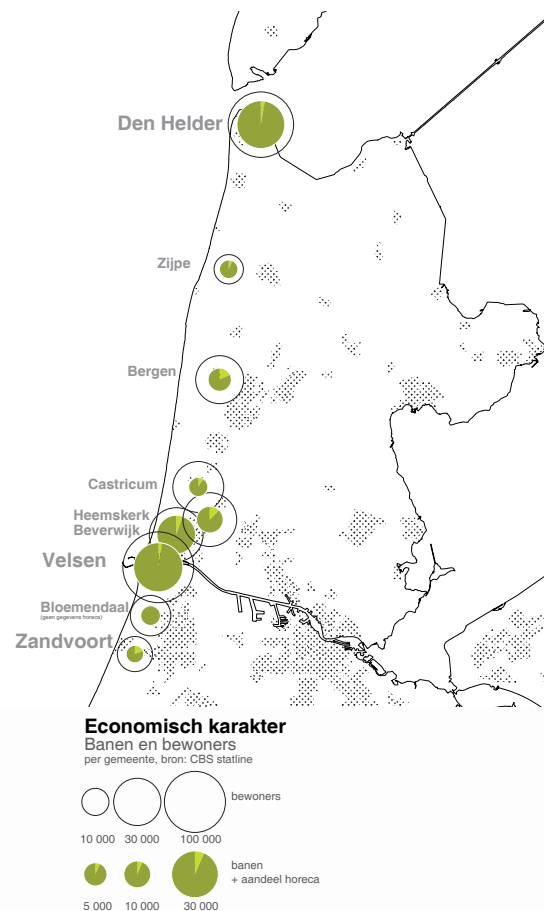 Den Helder
Zijpe
Bergen
Castricum
Heemskerk
Beverwijk
Velsen
Bloemendaal
(geen gegevens horeca)
Zandvoort
Economisch karakter
Banen en bewoners
per gemeente, bron: CBS statline
bewoners
10 000 30 000 100 000
banen
+ aandeel horeca
5 000 10 000 30 000